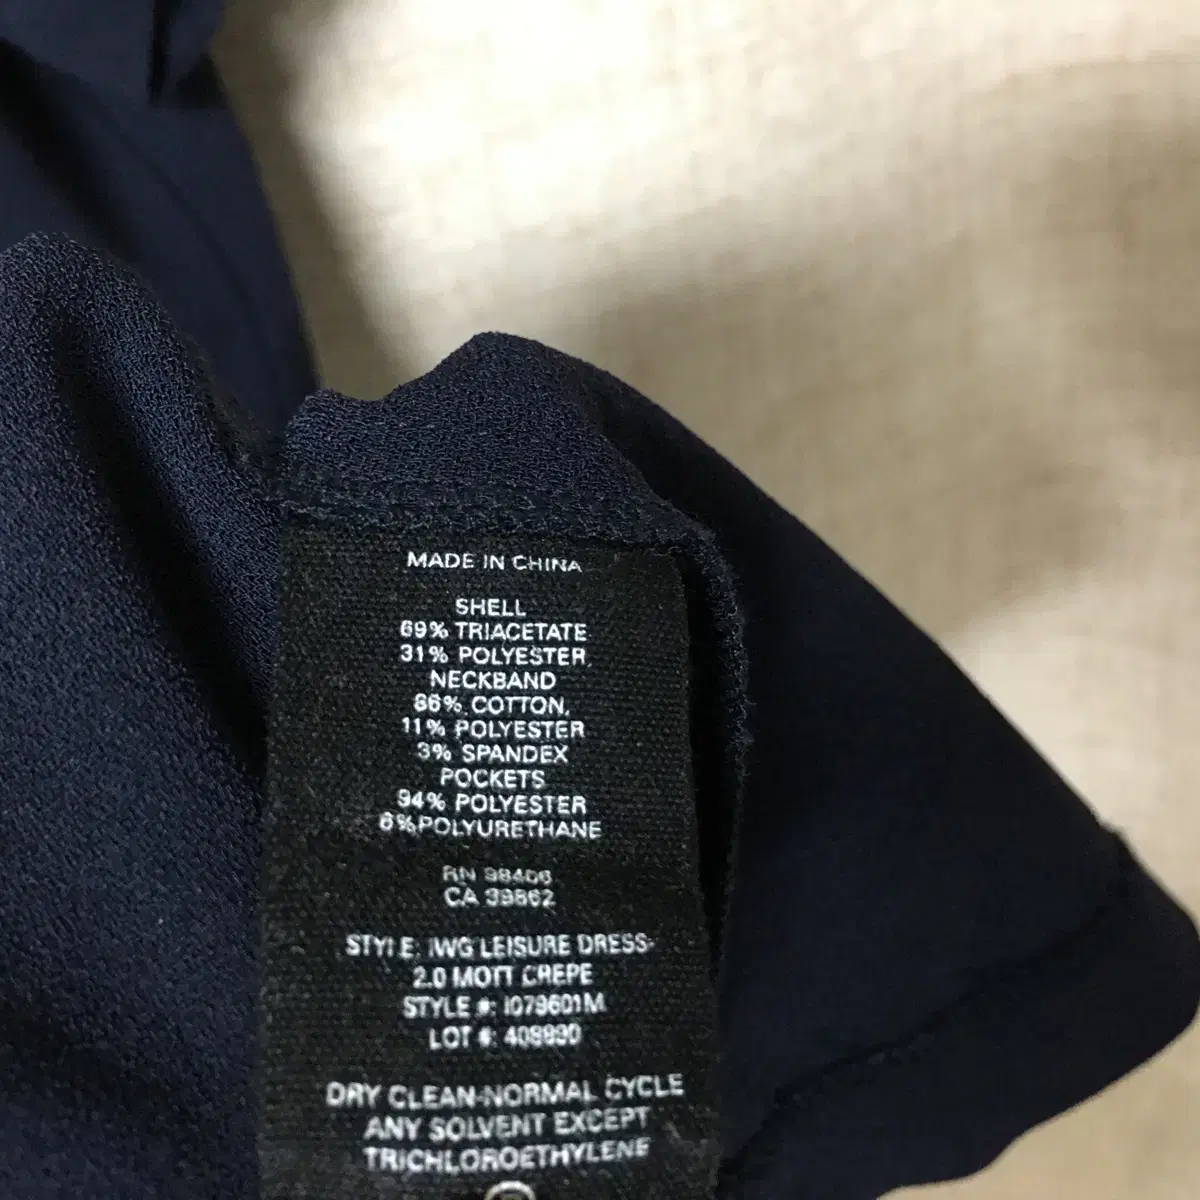 MADE IN CHINA
SHELL
69% TRIACETATE
31% POLYESTER,
NECKBAND
86%,COTTON,
11% POLYESTER
3% SPANDEX
POCKETS
94% POLYESTER
6%POLYURETHANE
RN 98406
CA 39862
STYLE: IWG LEISURE DRESS-
2.0 MOTT CREPE
STYLE #: I079601M
LOT #: 408890
DRY CLEAN-NORMAL CYCLE
ANY SOLVENT EXCEPT
TRICHLOROETHYLENE